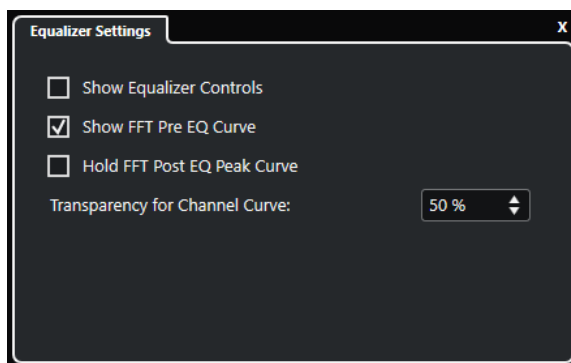 Equalizer Settings X
Show Equalizer Controls
Show FFT Pre EQ Curve
Hold FFT Post EQ Peak Curve
Transparency for Channel Curve: 50 %